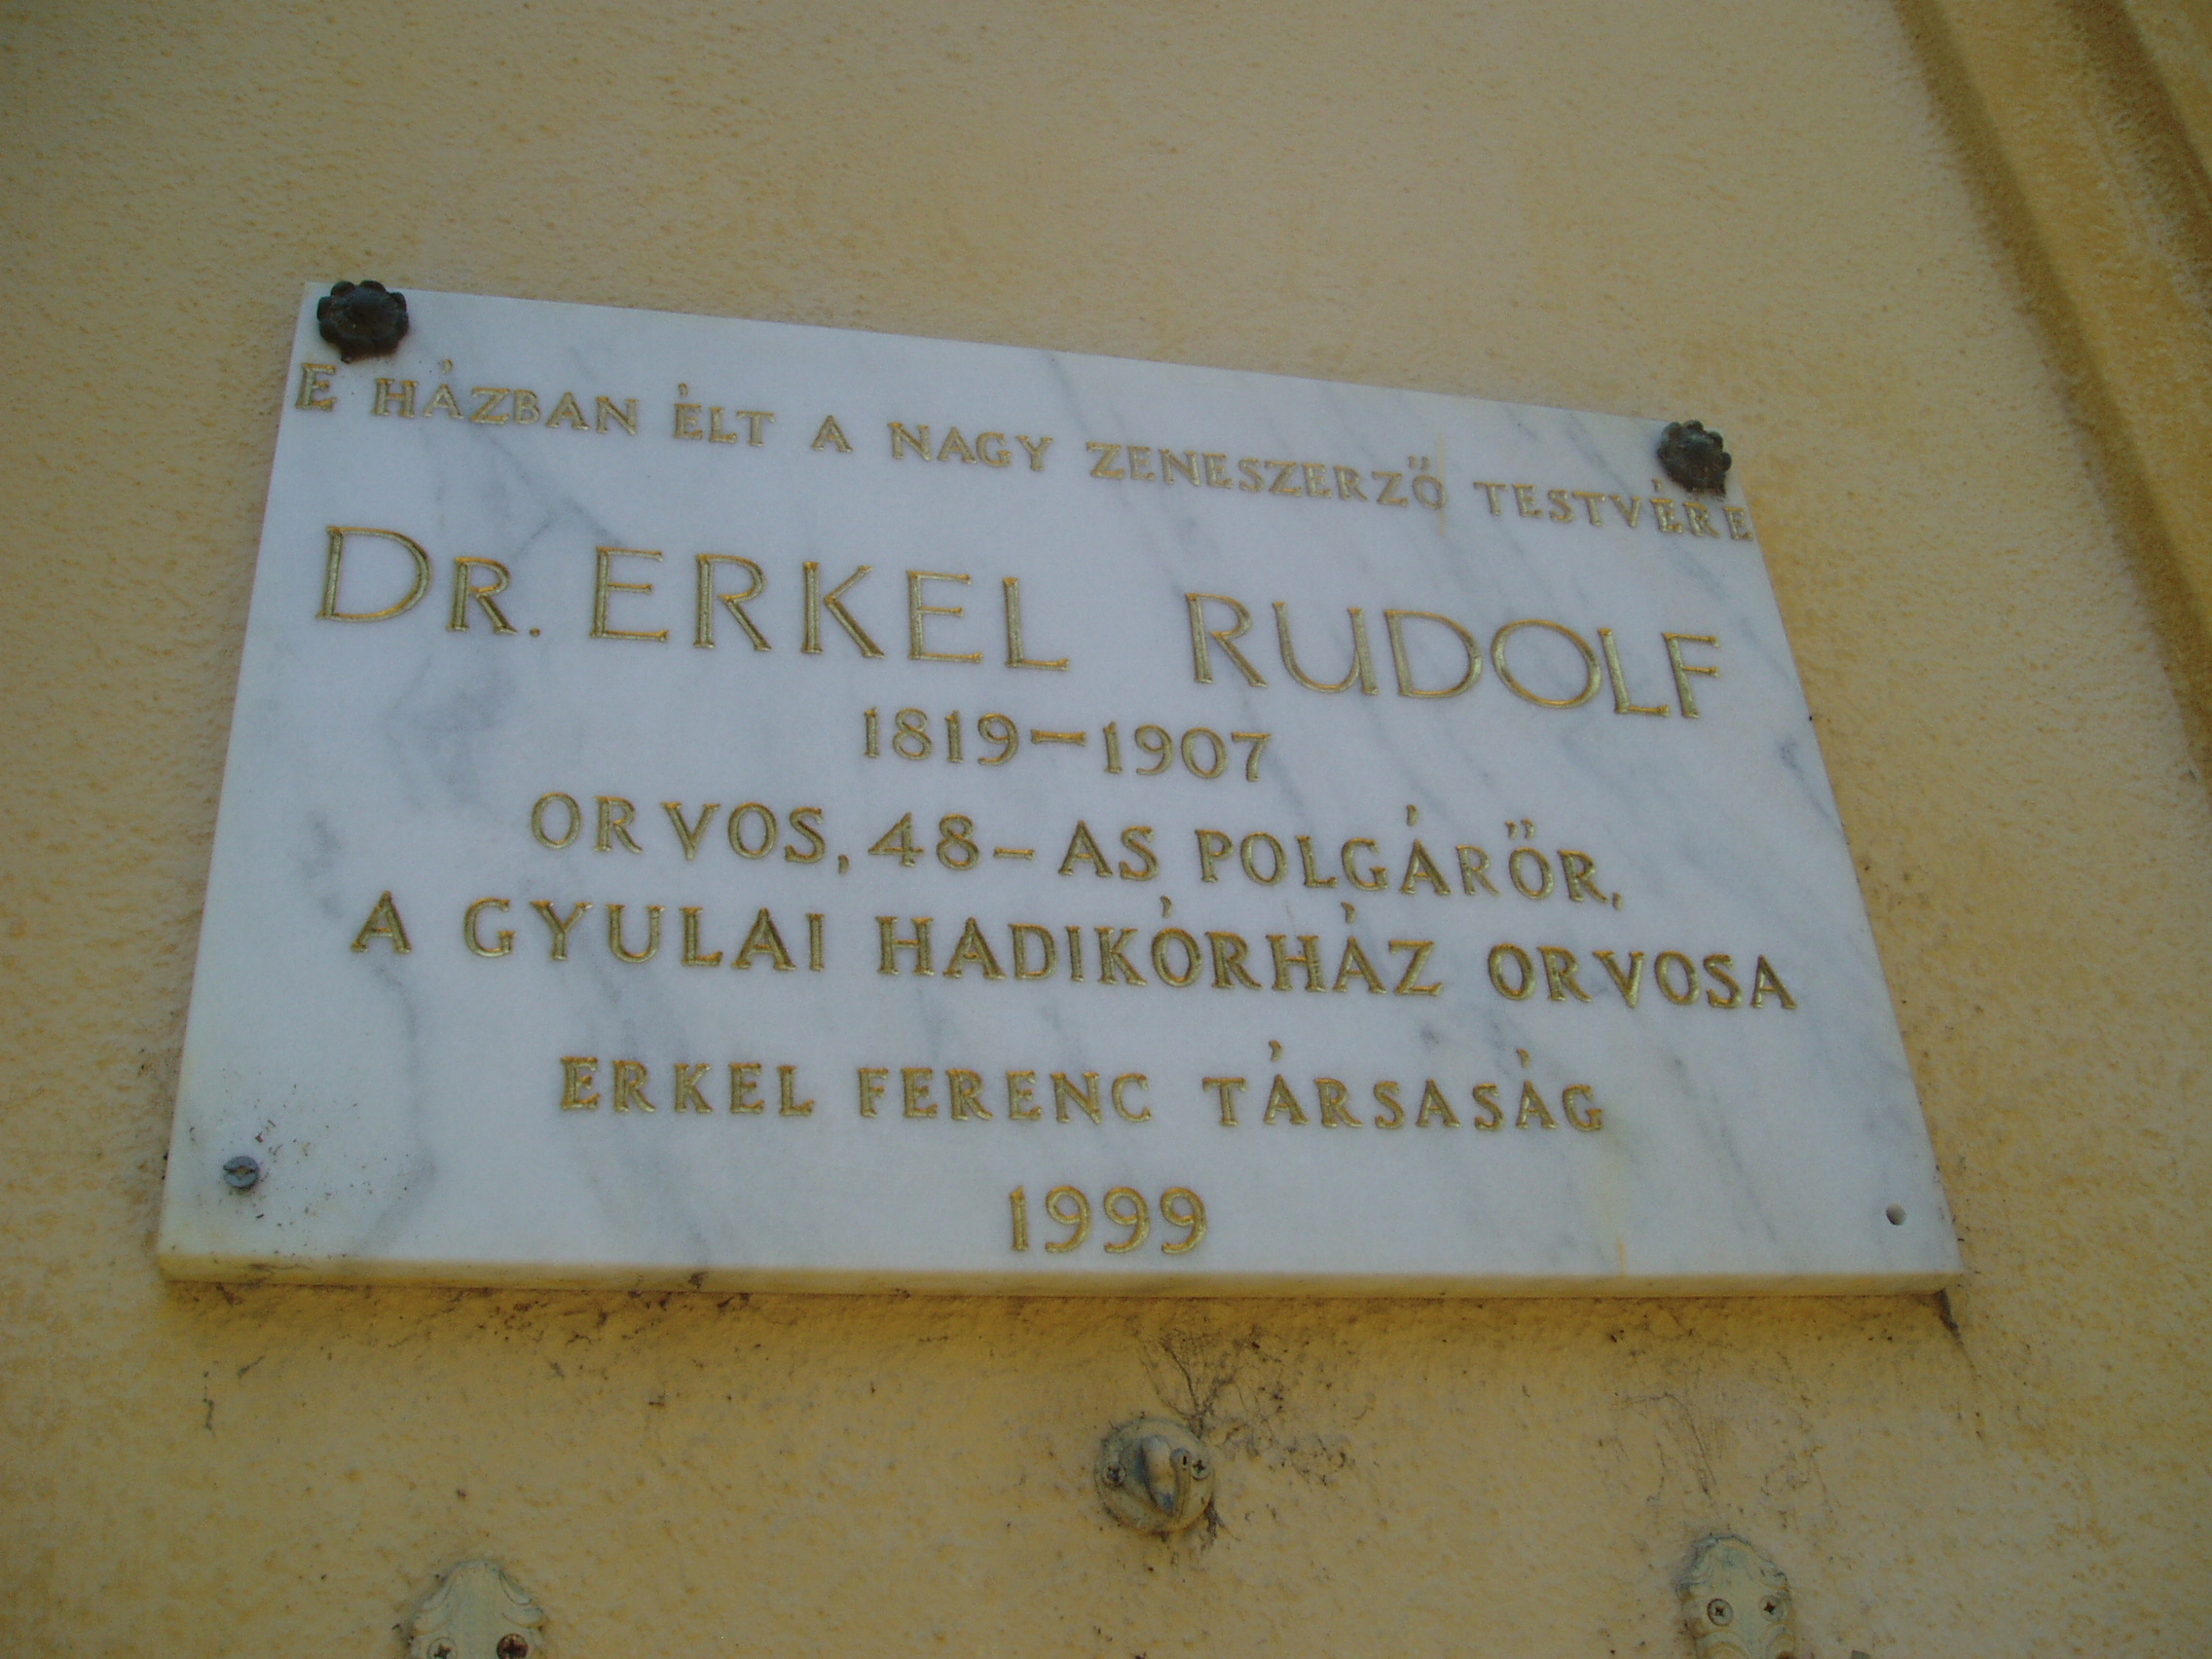 E HÁZBAN ÉLT A NAGY ZENESZERZŐ TESTVÉRE
DR. ERKEL RUDOLF
1819-1907
ORVOS, 48-AS POLGÁRŐR,
A GYULAI HADIKÓRHÁZ ORVOSA
ERKEL FERENC TÁRSASÁG
1999